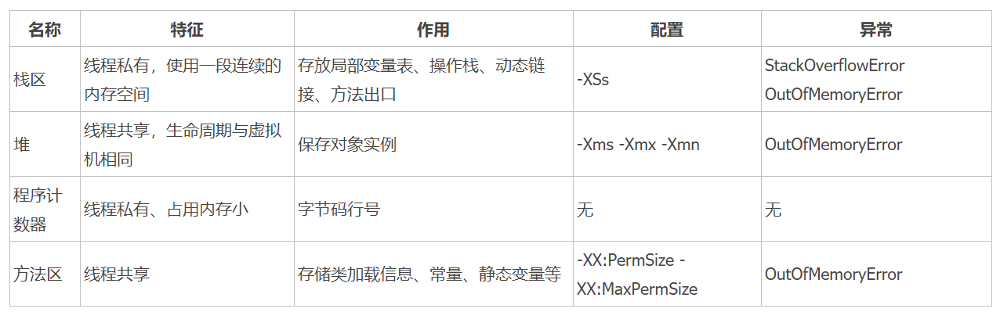 名称 特征 作用 配置 异常
栈区 线程私有，使用一段连续的内存空间 存放局部变量表、操作栈、动态链接、方法出口 -XSs StackOverflowError OutOfMemoryError
堆 线程共享，生命周期与虚拟机相同 保存对象实例 -Xms -Xmx -Xmn OutOfMemoryError
程序计数器 线程私有、占用内存小 字节码行号 无 无
方法区 线程共享 存储类加载信息、常量、静态变量等 -XX:PermSize -XX:MaxPermSize OutOfMemoryError